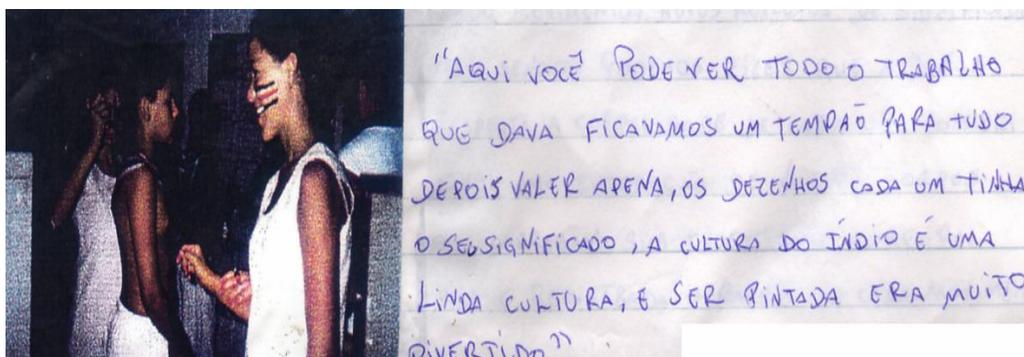 "AQUI VOCÊ PODE VER TODO O TRABALHO
QUE DAVA FICAVAMOS UM TEMPÃO PARA TUDO
DEPOIS VALER APENA, OS DEZENHOS CADA UM TINHA
O SEU SIGNIFICADO, A CULTURA DO ÍNDIO É UMA
LINDA CULTURA, E SER PINTADA ERA MUITO
DIVERTIDO"